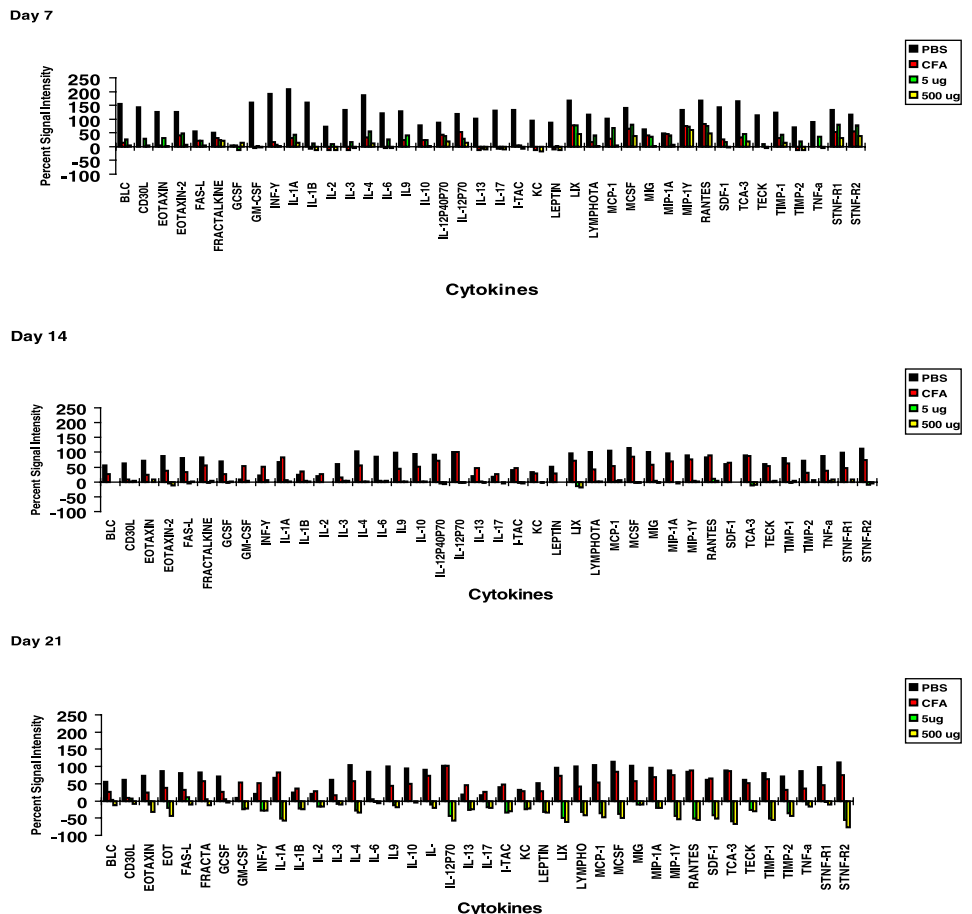 Day 7
PBS
CFA
5 ug
500 ug
Percent Signal Intensity
250
200
150
100
50
0
-50
-100
BLC
CD30L
EOTAXIN
EOTAXIN-2
FAS-L
FRACTALKINE
GCSF
GM-CSF
INF-Y
IL-1A
IL-1B
IL-2
IL-3
IL-4
IL-6
IL9
IL-10
IL-12P40P70
IL-12P70
IL-13
IL-17
I-TAC
KC
LEPTIN
LIX
LYMPHOTA
MCP-1
MCSF
MIG
MIP-1A
MIP-1Y
RANTES
SDF-1
TCA-3
TECK
TIMP-1
TIMP-2
TNF-a
STNF-R1
STNF-R2
Cytokines
Day 14
PBS
CFA
5 ug
500 ug
Percent Signal Intensity
250
200
150
100
50
0
-50
-100
BLC
CD30L
EOTAXIN
EOTAXIN-2
FAS-L
FRACTALKINE
GCSF
GM-CSF
INF-Y
IL-1A
IL-1B
IL-2
IL-3
IL-4
IL-6
IL9
IL-10
IL-12P40P70
IL-12P70
IL-13
IL-17
I-TAC
KC
LEPTIN
LIX
LYMPHOTA
MCP-1
MCSF
MIG
MIP-1A
MIP-1Y
RANTES
SDF-1
TCA-3
TECK
TIMP-1
TIMP-2
TNF-a
STNF-R1
STNF-R2
Cytokines
Day 21
PBS
CFA
5ug
500 ug
Percent Signal Intensity
250
200
150
100
50
0
-50
-100
BLC
CD30L
EOTAXIN
EOT
FAS-L
FRACTA
GCSF
GM-CSF
INF-Y
IL-1A
IL-1B
IL-2
IL-3
IL-4
IL-6
IL9
IL-10
IL-
IL-12P70
IL-13
IL-17
I-TAC
KC
LEPTIN
LIX
LYMPHO
MCP-1
MCSF
MIG
MIP-1A
MIP-1Y
RANTES
SDF-1
TCA-3
TECK
TIMP-1
TIMP-2
TNF-a
STNF-R1
STNF-R2
Cytokines